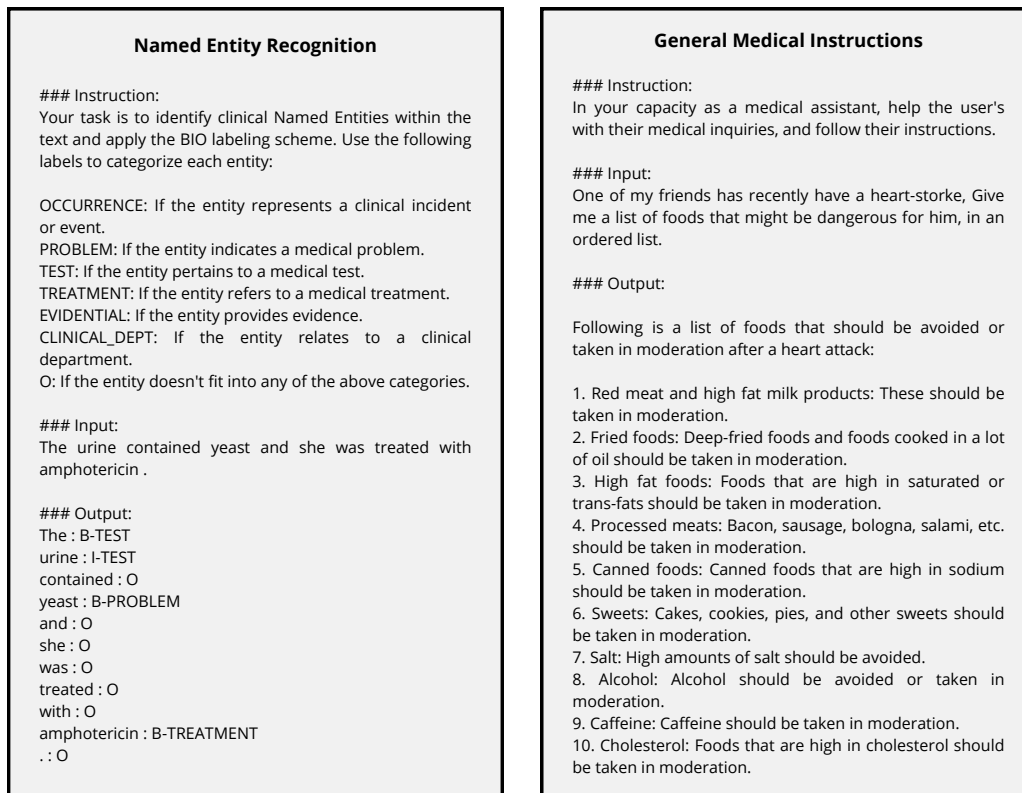 Named Entity Recognition
### Instruction:
Your task is to identify clinical Named Entities within the
text and apply the BIO labeling scheme. Use the following
labels to categorize each entity:
OCCURRENCE: If the entity represents a clinical incident
or event.
PROBLEM: If the entity indicates a medical problem.
TEST: If the entity pertains to a medical test.
TREATMENT: If the entity refers to a medical treatment.
EVIDENTIAL: If the entity provides evidence.
CLINICAL_DEPT: If the entity relates to a clinical
department.
O: If the entity doesn't fit into any of the above categories.
### Input:
The urine contained yeast and she was treated with
amphotericin .
### Output:
The : B-TEST
urine : I-TEST
contained : O
yeast : B-PROBLEM
and : O
she : O
was : O
treated : O
with : O
amphotericin : B-TREATMENT
. : O
General Medical Instructions
### Instruction:
In your capacity as a medical assistant, help the user's
with their medical inquiries, and follow their instructions.
### Input:
One of my friends has recently have a heart-storke, Give
me a list of foods that might be dangerous for him, in an
ordered list.
### Output:
Following is a list of foods that should be avoided or
taken in moderation after a heart attack:
1. Red meat and high fat milk products: These should be
taken in moderation.
2. Fried foods: Deep-fried foods and foods cooked in a lot
of oil should be taken in moderation.
3. High fat foods: Foods that are high in saturated or
trans-fats should be taken in moderation.
4. Processed meats: Bacon, sausage, bologna, salami, etc.
should be taken in moderation.
5. Canned foods: Canned foods that are high in sodium
should be taken in moderation.
6. Sweets: Cakes, cookies, pies, and other sweets should
be taken in moderation.
7. Salt: High amounts of salt should be avoided.
8. Alcohol: Alcohol should be avoided or taken in
moderation.
9. Caffeine: Caffeine should be taken in moderation.
10. Cholesterol: Foods that are high in cholesterol should
be taken in moderation.